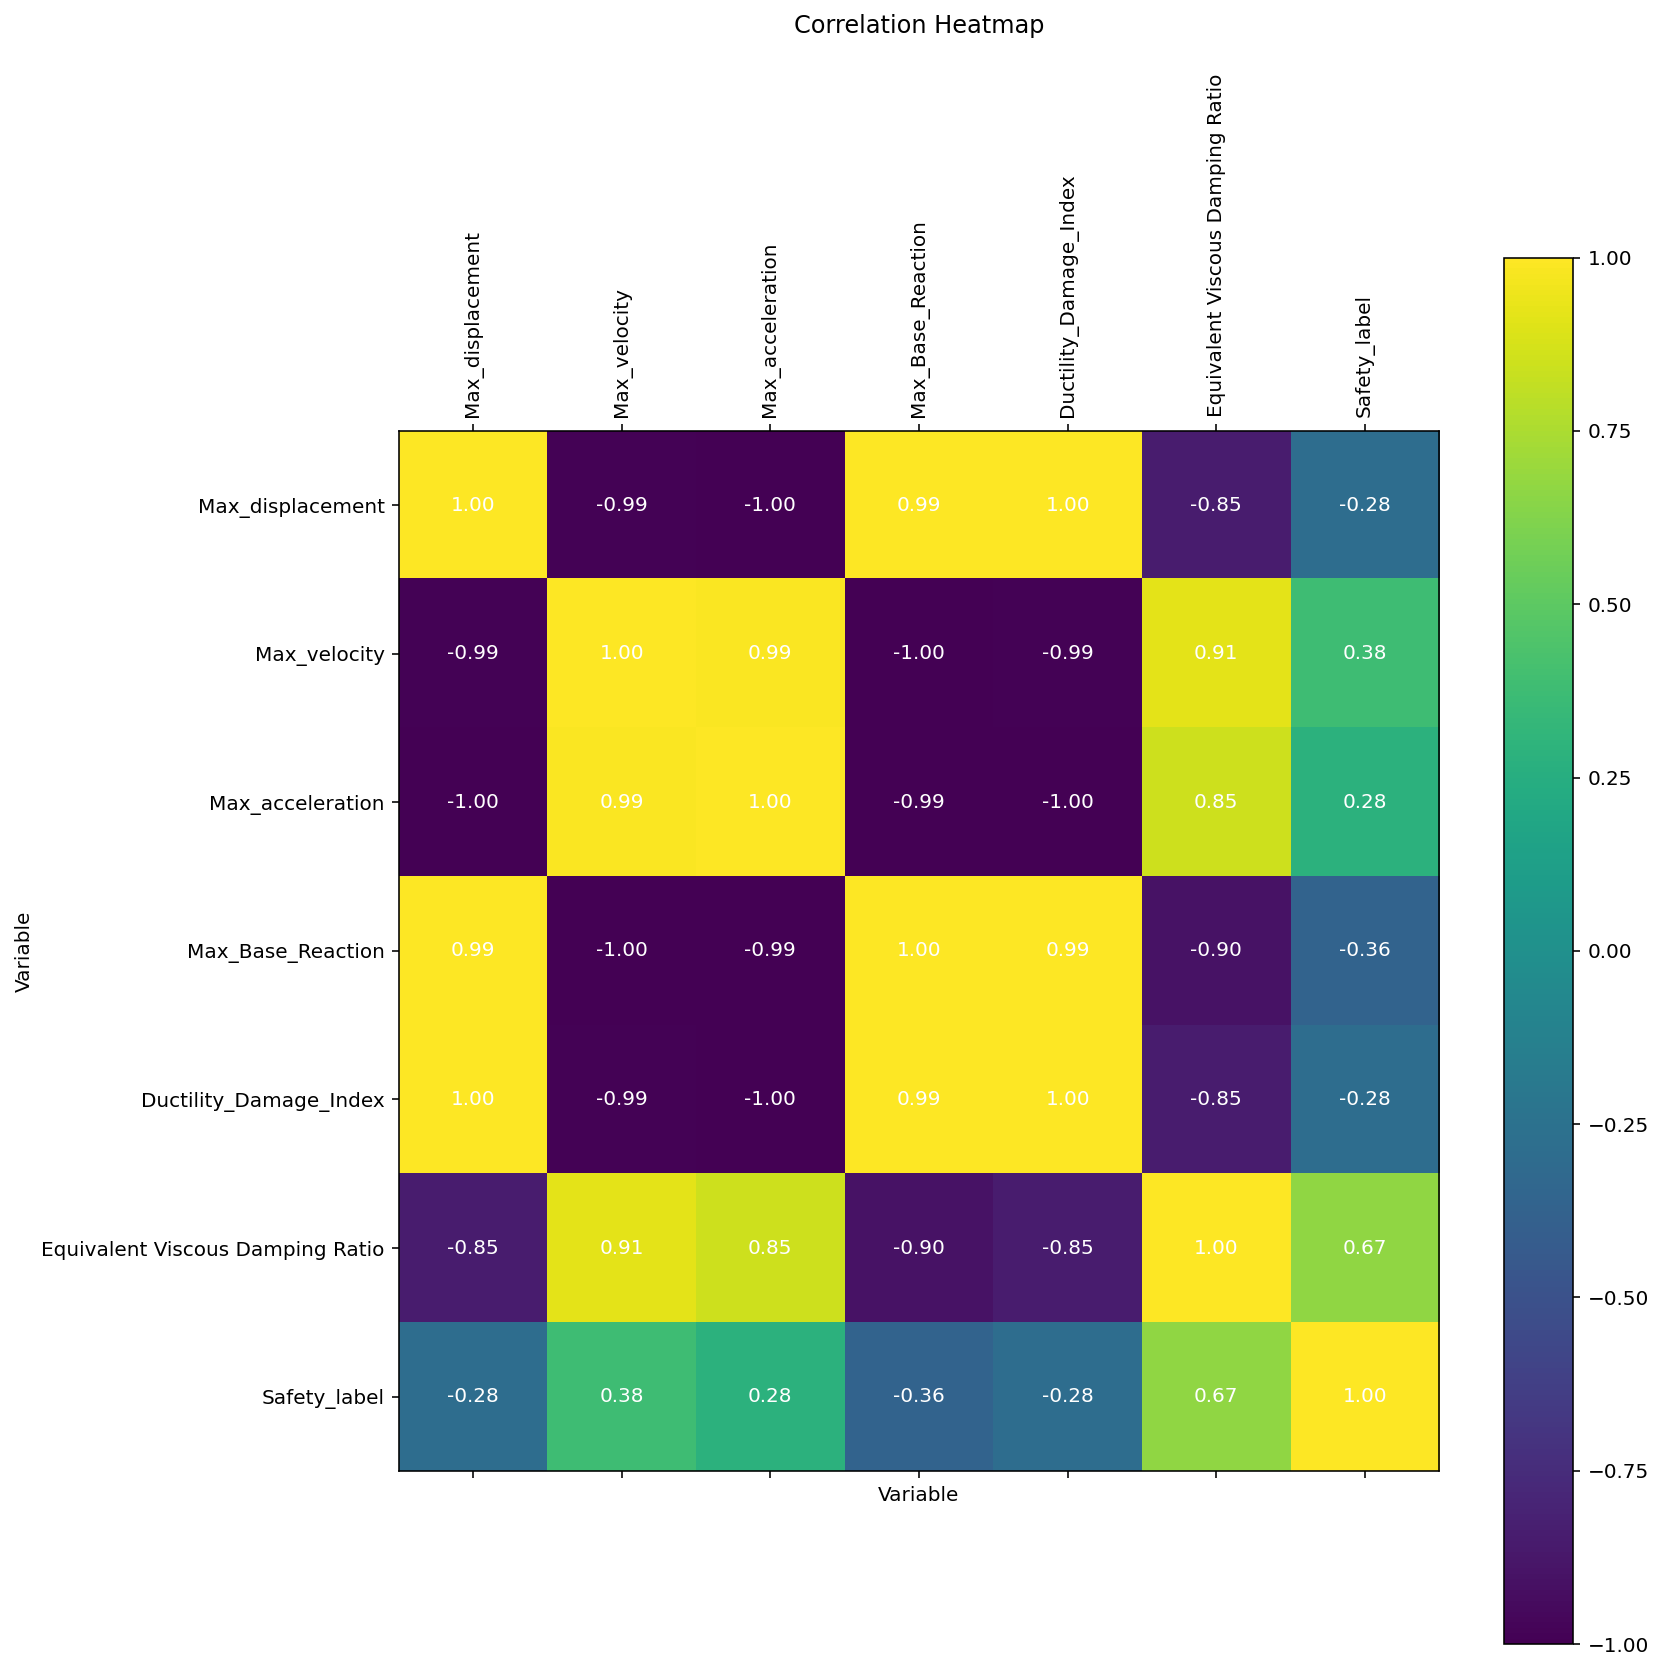 Correlation Heatmap
Max_displacement
Max_velocity
Max_acceleration
Max_Base_Reaction
Ductility_Damage_Index
Equivalent Viscous Damping Ratio
Safety_label
Max_displacement 1.00 -0.99 -1.00 0.99 1.00 -0.85 -0.28
Max_velocity -0.99 1.00 0.99 -1.00 -0.99 0.91 0.38
Max_acceleration -1.00 0.99 1.00 -0.99 -1.00 0.85 0.28
Max_Base_Reaction 0.99 -1.00 -0.99 1.00 0.99 -0.90 -0.36
Ductility_Damage_Index 1.00 -0.99 -1.00 0.99 1.00 -0.85 -0.28
Equivalent Viscous Damping Ratio -0.85 0.91 0.85 -0.90 -0.85 1.00 0.67
Safety_label -0.28 0.38 0.28 -0.36 -0.28 0.67 1.00
Variable
Variable
1.00
0.75
0.50
0.25
0.00
−0.25
−0.50
−0.75
−1.00